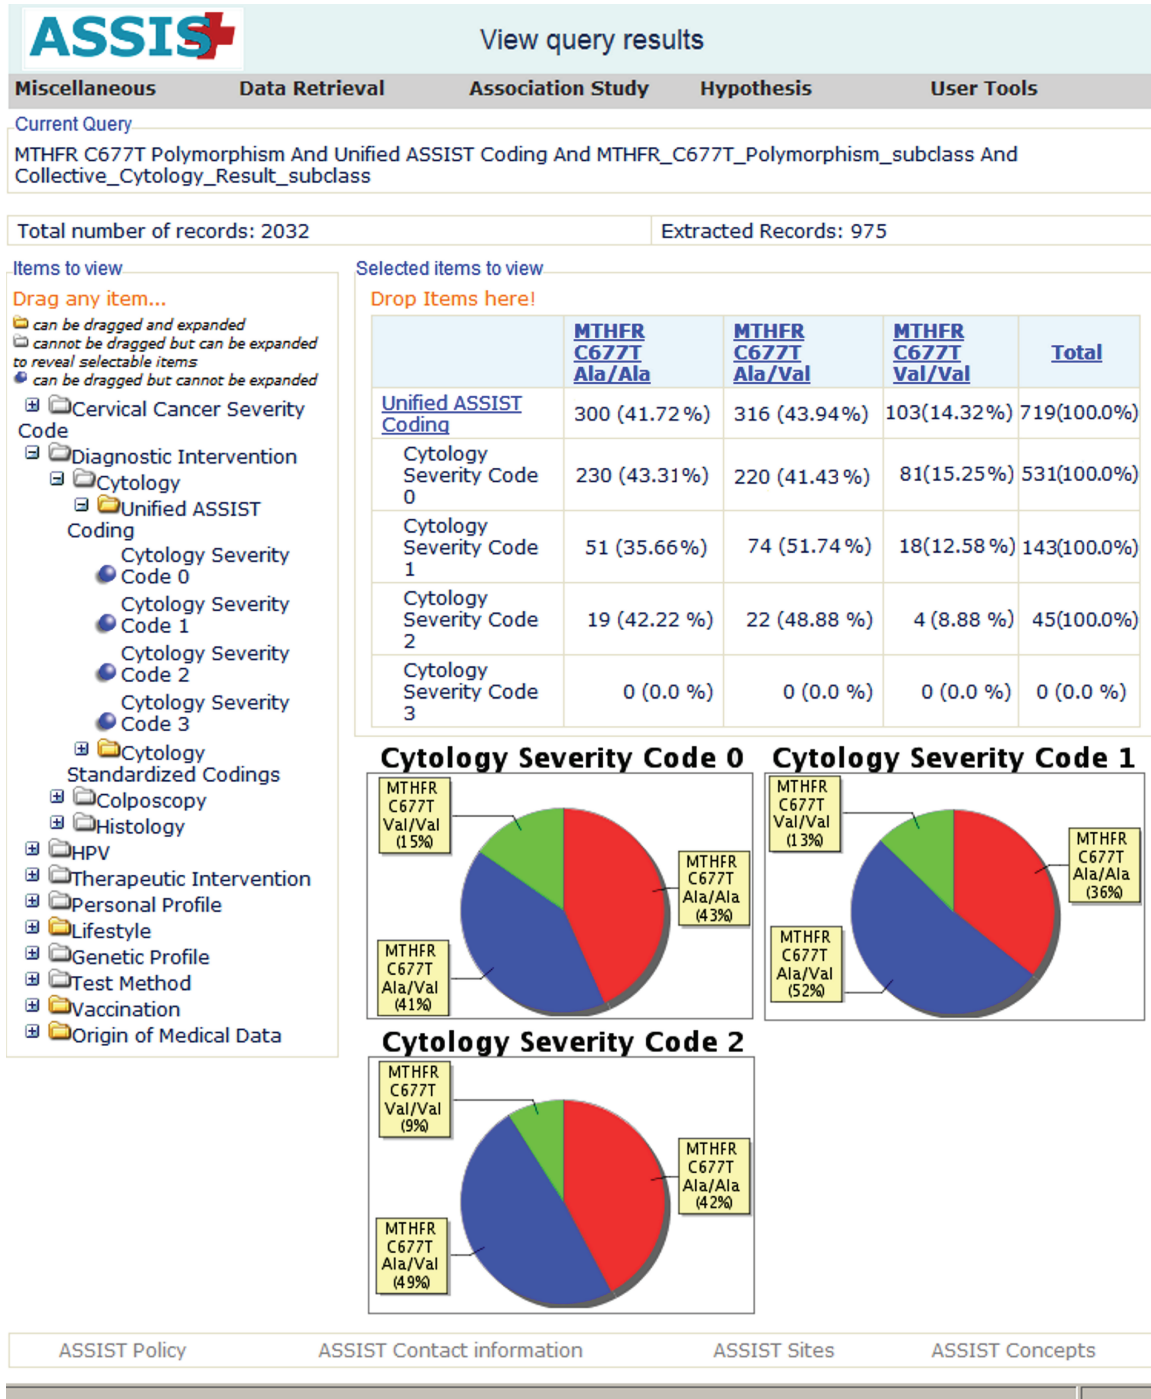 ASSIST
View query results
Miscellaneous Data Retrieval Association Study Hypothesis User Tools
Current Query
MTHFR C677T Polymorphism And Unified ASSIST Coding And MTHFR_C677T_Polymorphism_subclass And
Collective_Cytology_Result_subclass
Total number of records: 2032 Extracted Records: 975
Items to view
Drag any item...
can be dragged and expanded
cannot be dragged but can be expanded
to reveal selectable items
can be dragged but cannot be expanded
Cervical Cancer Severity
Code
Diagnostic Intervention
Cytology
Unified ASSIST
Coding
Cytology Severity
Code 0
Cytology Severity
Code 1
Cytology Severity
Code 2
Cytology Severity
Code 3
Cytology
Standardized Codings
Colposcopy
Histology
HPV
Therapeutic Intervention
Personal Profile
Lifestyle
Genetic Profile
Test Method
Vaccination
Origin of Medical Data
Selected items to view
Drop Items here!
MTHFR MTHFR MTHFR
C677T C677T C677T Total
Ala/Ala Ala/Val Val/Val
Unified ASSIST
Coding 300 (41.72 %) 316 (43.94%) 103(14.32%) 719(100.0%)
Cytology
Severity Code 230 (43.31%) 220 (41.43 %) 81(15.25%) 531(100.0%)
0
Cytology
Severity Code 51 (35.66 %) 74 (51.74 %) 18(12.58 %) 143(100.0%)
1
Cytology
Severity Code 19 (42.22 %) 22 (48.88 %) 4 (8.88 %) 45(100.0%)
2
Cytology
Severity Code 0 (0.0 %) 0 (0.0 %) 0 (0.0 %) 0 (0.0 %)
3
Cytology Severity Code 0
MTHFR
C677T
Val/Val
(15%)
MTHFR
C677T
Ala/Ala
(43%)
MTHFR
C677T
Ala/Val
(41%)
Cytology Severity Code 1
MTHFR
C677T
Val/Val
(13%)
MTHFR
C677T
Ala/Ala
(36%)
MTHFR
C677T
Ala/Val
(52%)
Cytology Severity Code 2
MTHFR
C677T
Val/Val
(9%)
MTHFR
C677T
Ala/Ala
(42%)
MTHFR
C677T
Ala/Val
(49%)
ASSIST Policy ASSIST Contact information ASSIST Sites ASSIST Concepts